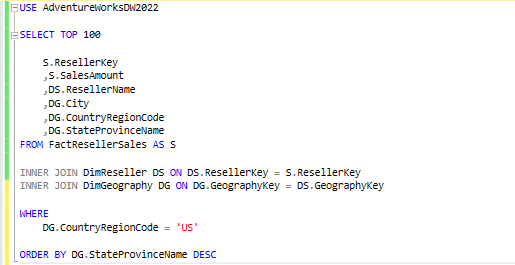 USE AdventureWorksDW2022
SELECT TOP 100
S.ResellerKey
,S.SalesAmount
,DS.ResellerName
,DG.City
,DG.CountryRegionCode
,DG.StateProvinceName
FROM FactResellerSales AS S
INNER JOIN DimReseller DS ON DS.ResellerKey = S.ResellerKey
INNER JOIN DimGeography DG ON DG.GeographyKey = DS.GeographyKey
WHERE
DG.CountryRegionCode = 'US'
ORDER BY DG.StateProvinceName DESC